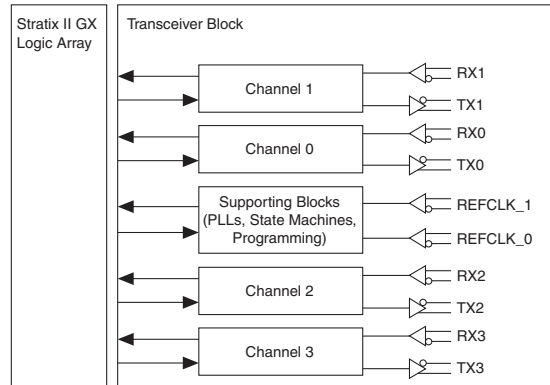 Stratix II GX
Logic Array
Transceiver Block
Channel 1
RX1
TX1
Channel 0
RX0
TX0
Supporting Blocks
(PLLs, State Machines,
Programming)
REFCLK_1
REFCLK_0
Channel 2
RX2
TX2
Channel 3
RX3
TX3